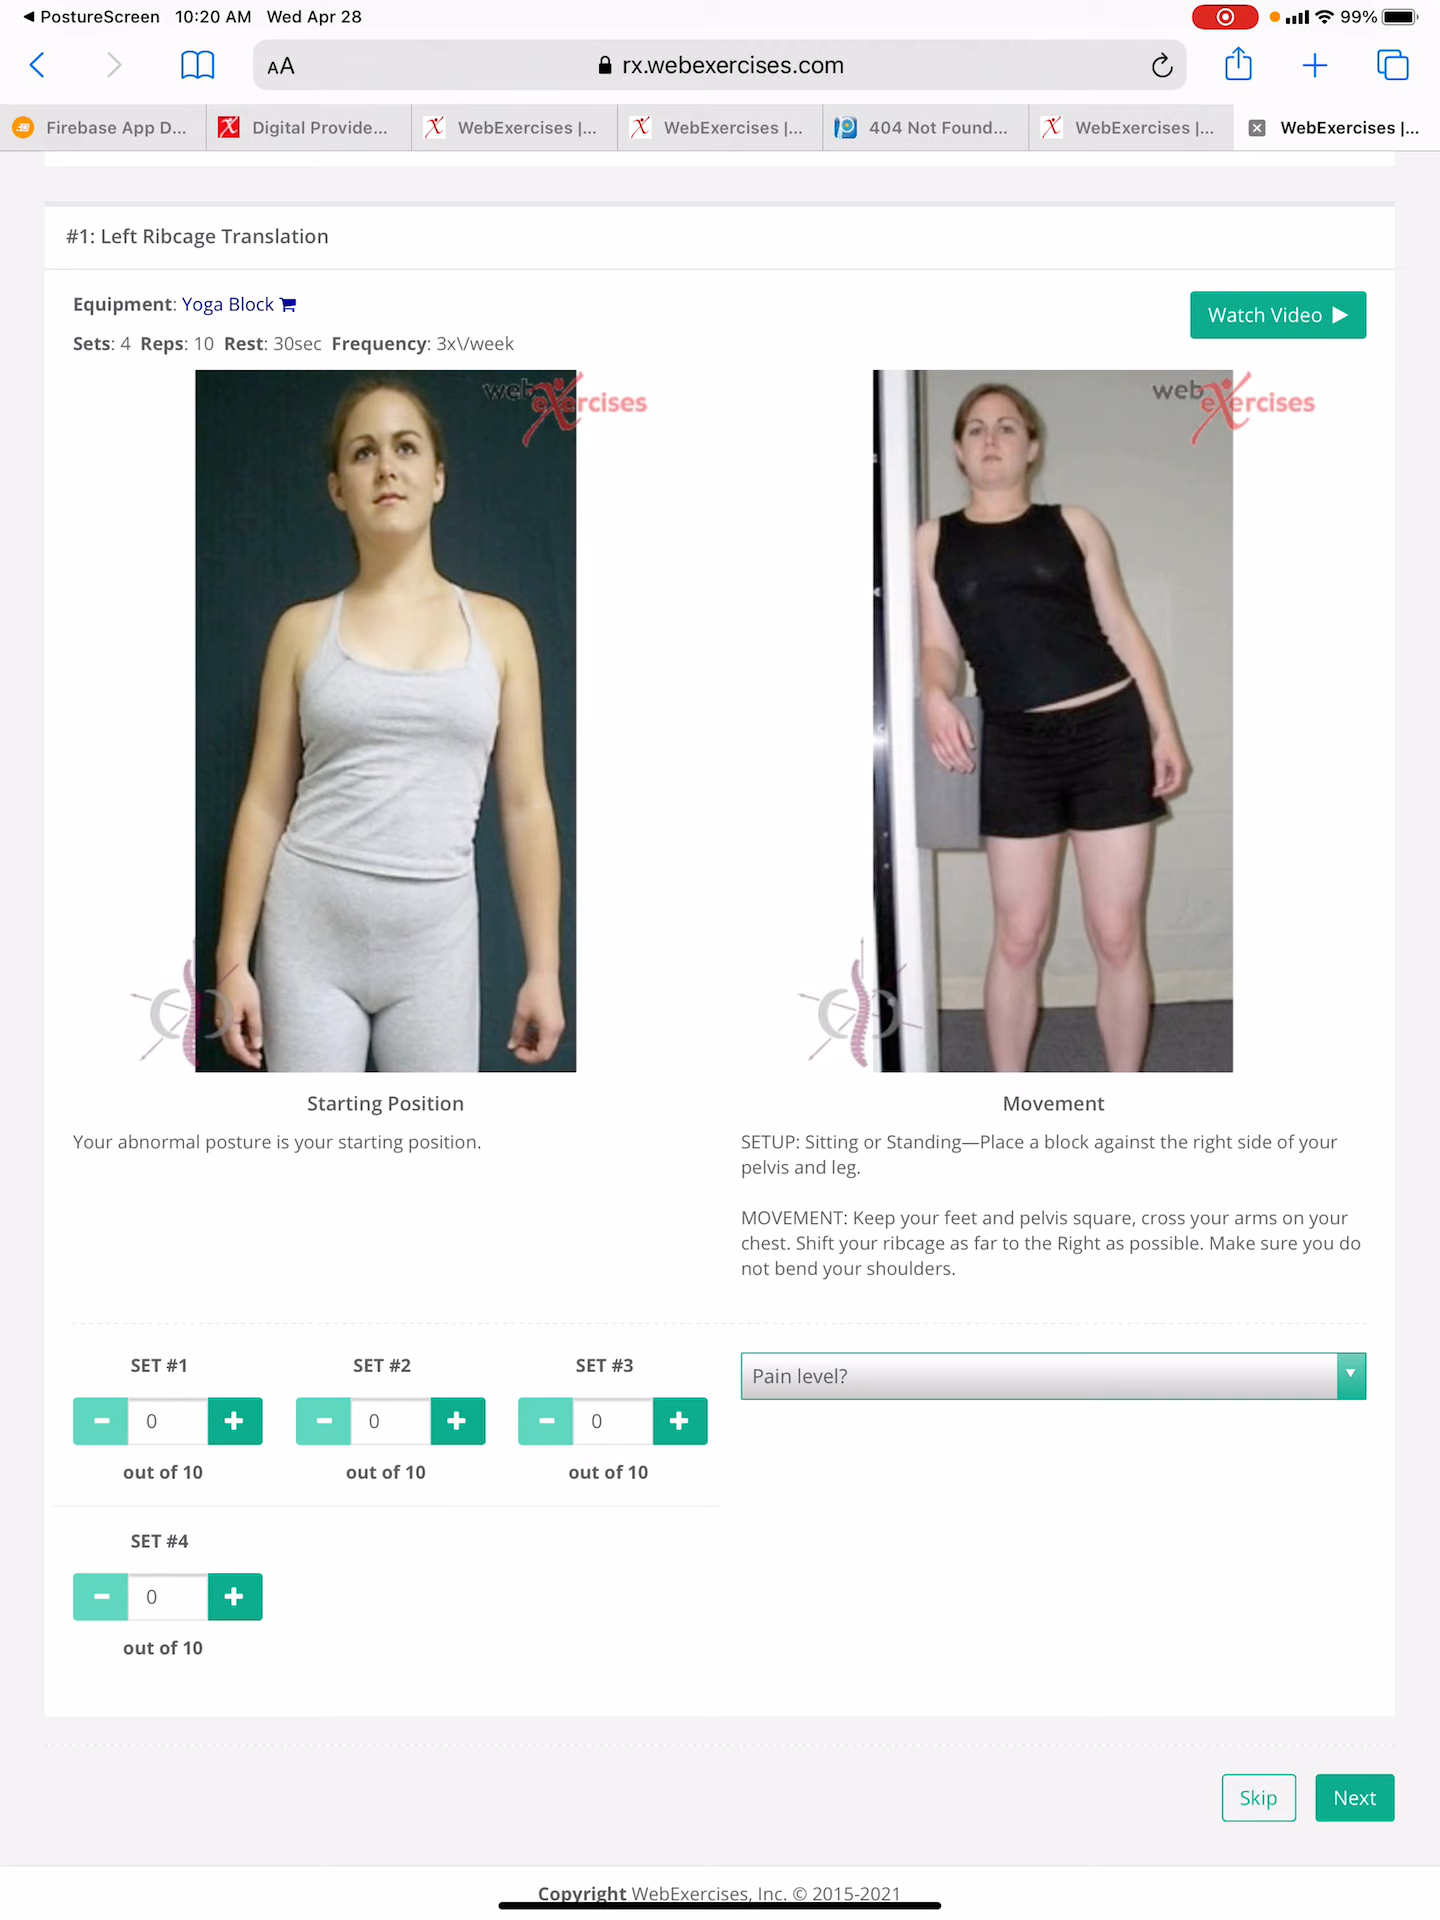 PostureScreen 10:20 AM Wed Apr 28 99%
AA rx.webexercises.com
Firebase App D... Digital Provide... WebExercises |... WebExercises |... 404 Not Found... WebExercises |... WebExercises |...
#1: Left Ribcage Translation
Equipment: Yoga Block
Watch Video
Sets: 4 Reps: 10 Rest: 30sec Frequency: 3x\/week
web eXercises
web eXercises
Starting Position
Your abnormal posture is your starting position.
Movement
SETUP: Sitting or Standing—Place a block against the right side of your
pelvis and leg.
MOVEMENT: Keep your feet and pelvis square, cross your arms on your
chest. Shift your ribcage as far to the Right as possible. Make sure you do
not bend your shoulders.
SET #1 SET #2 SET #3
Pain level?
− 0 + − 0 + − 0 +
out of 10 out of 10 out of 10
SET #4
− 0 +
out of 10
Skip Next
Copyright WebExercises, Inc. © 2015-2021